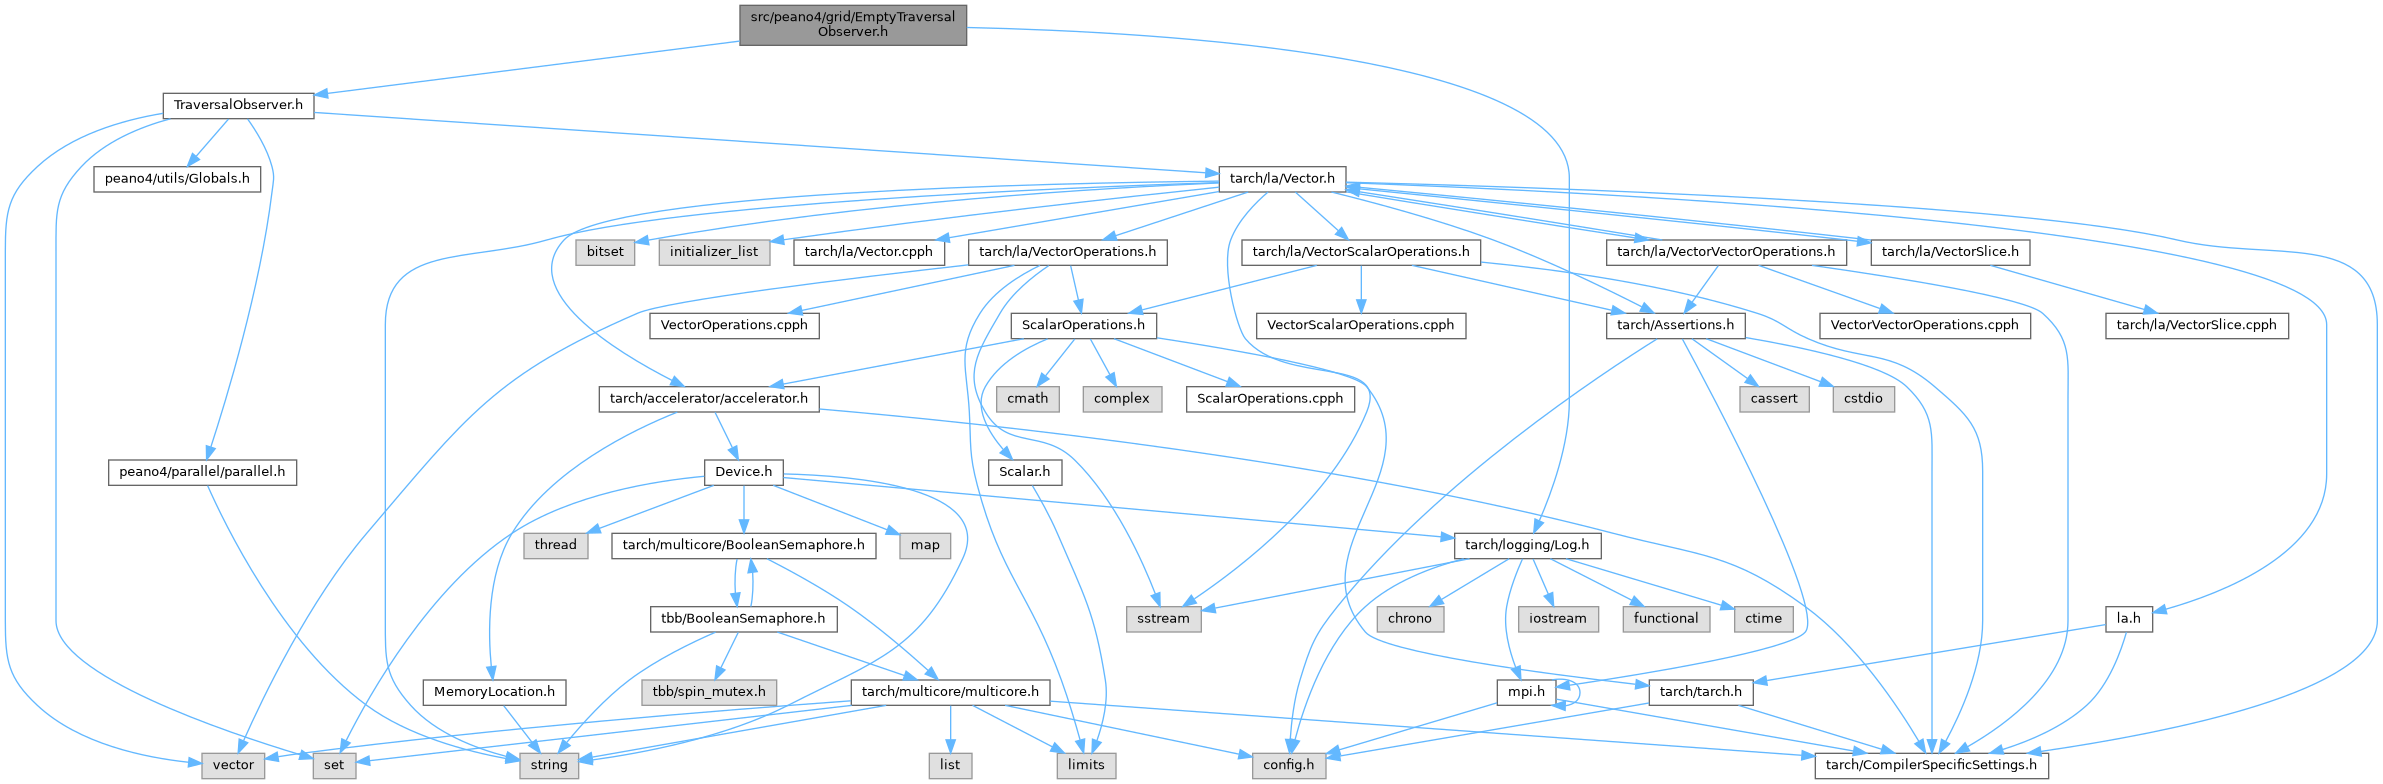 src/peano4/grid/EmptyTraversal
Observer.h
TraversalObserver.h
peano4/utils/Globals.h
tarch/la/Vector.h
bitset
initializer_list
tarch/la/Vector.cpph
tarch/la/VectorOperations.h
tarch/la/VectorScalarOperations.h
tarch/la/VectorVectorOperations.h
tarch/la/VectorSlice.h
VectorOperations.cpph
ScalarOperations.h
VectorScalarOperations.cpph
tarch/Assertions.h
VectorVectorOperations.cpph
tarch/la/VectorSlice.cpph
tarch/accelerator/accelerator.h
cmath
complex
ScalarOperations.cpph
cassert
cstdio
peano4/parallel/parallel.h
Device.h
Scalar.h
thread
tarch/multicore/BooleanSemaphore.h
map
tarch/logging/Log.h
tbb/BooleanSemaphore.h
sstream
chrono
iostream
functional
ctime
la.h
MemoryLocation.h
tbb/spin_mutex.h
tarch/multicore/multicore.h
mpi.h
tarch/tarch.h
vector
set
string
list
limits
config.h
tarch/CompilerSpecificSettings.h